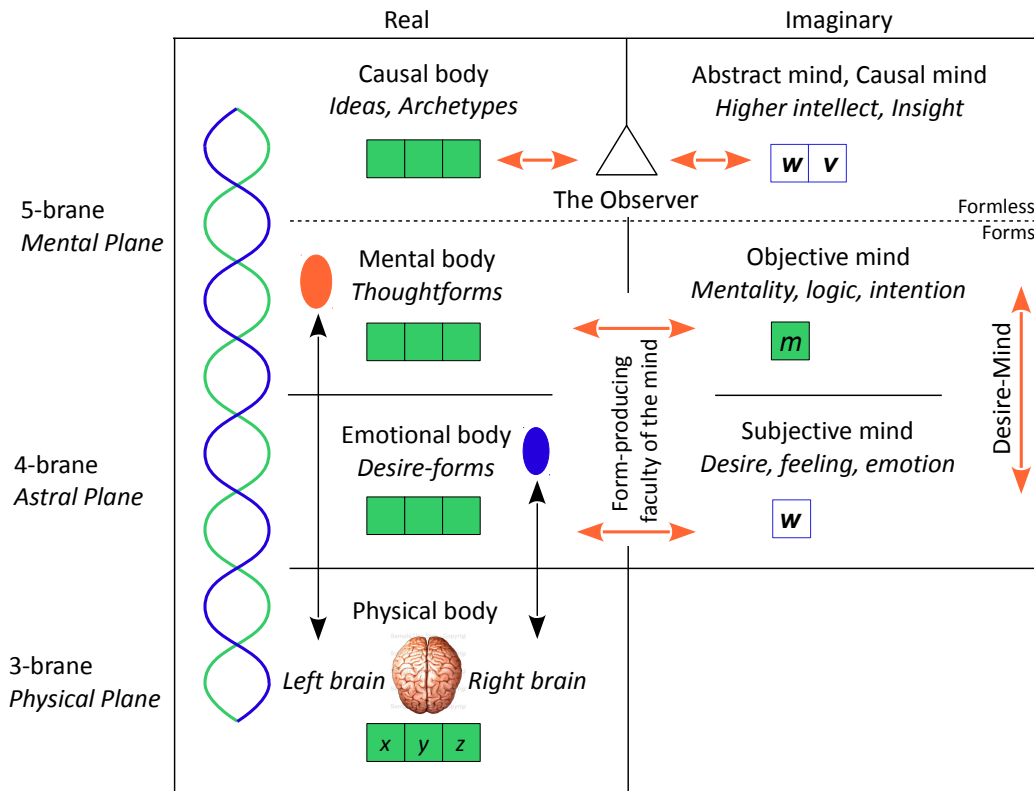 Real
Imaginary
Causal body
Ideas, Archetypes
Abstract mind, Causal mind
Higher intellect, Insight
w v
The Observer
5-brane
Mental Plane
Formless
Forms
Mental body
Thoughtforms
Objective mind
Mentality, logic, intention
m
Form-producing
faculty of the mind
Desire-Mind
4-brane
Astral Plane
Emotional body
Desire-forms
Subjective mind
Desire, feeling, emotion
w
3-brane
Physical Plane
Physical body
Left brain
Right brain
x y z